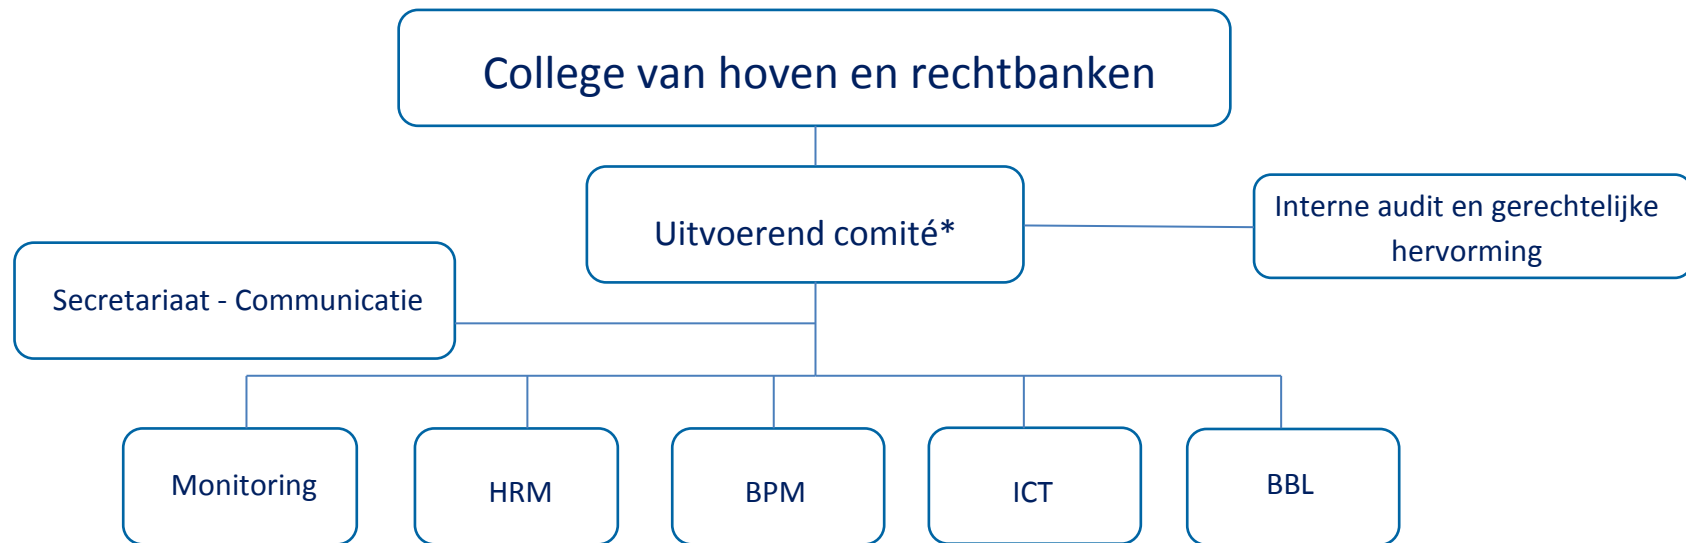 College van hoven en rechtbanken
Uitvoerend comité*
Interne audit en gerechtelijke
hervorming
Secretariaat - Communicatie
Monitoring
HRM
BPM
ICT
BBL